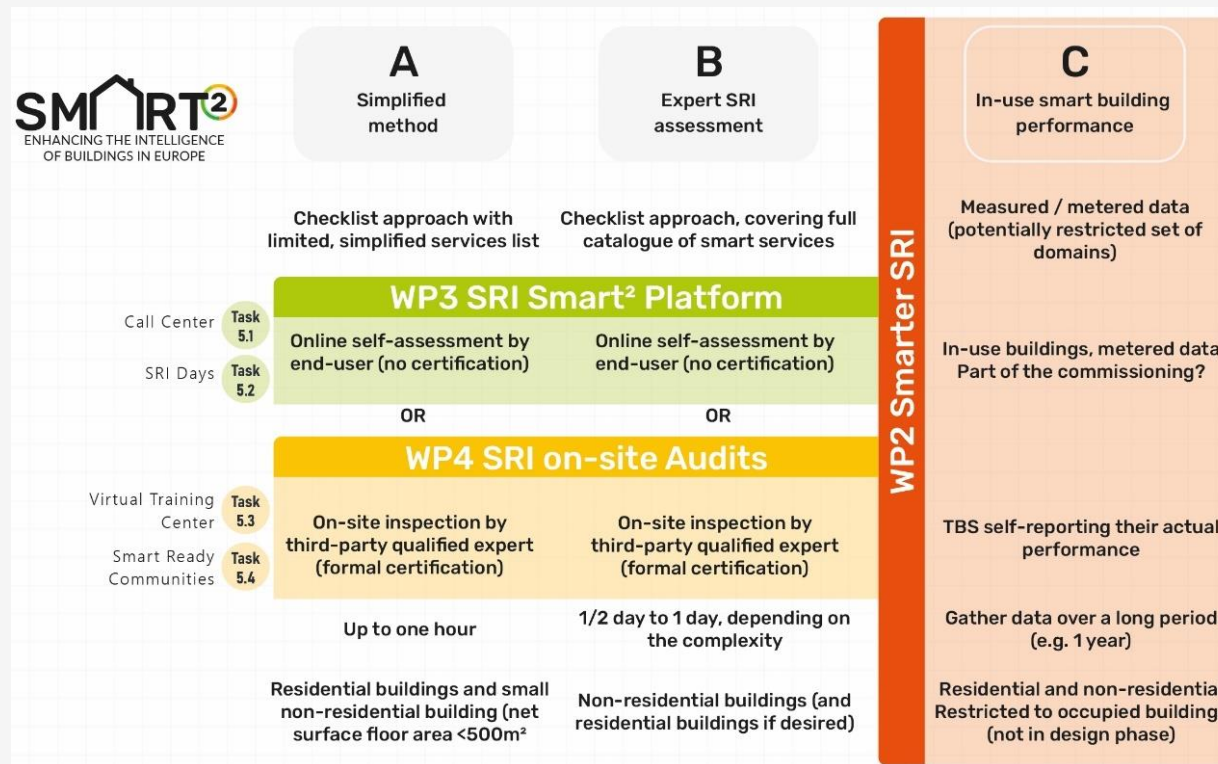 SMART²
ENHANCING THE INTELLIGENCE
OF BUILDINGS IN EUROPE
A
Simplified
method
B
Expert SRI
assessment
C
In-use smart building
performance
Checklist approach with
limited, simplified services list
Checklist approach, covering full
catalogue of smart services
Measured / metered data
(potentially restricted set of
domains)
WP2 Smarter SRI
WP3 SRI Smart² Platform
Call Center
Task
5.1
SRI Days
Task
5.2
Online self-assessment by
end-user (no certification)
Online self-assessment by
end-user (no certification)
In-use buildings, metered data
Part of the commissioning?
OR
OR
WP4 SRI on-site Audits
Virtual Training
Center
Task
5.3
Smart Ready
Communities
Task
5.4
On-site inspection by
third-party qualified expert
(formal certification)
On-site inspection by
third-party qualified expert
(formal certification)
TBS self-reporting their actual
performance
Up to one hour
1/2 day to 1 day, depending on
the complexity
Gather data over a long period
(e.g. 1 year)
Residential buildings and small
non-residential building (net
surface floor area <500m²
Non-residential buildings (and
residential buildings if desired)
Residential and non-residentia
Restricted to occupied building
(not in design phase)